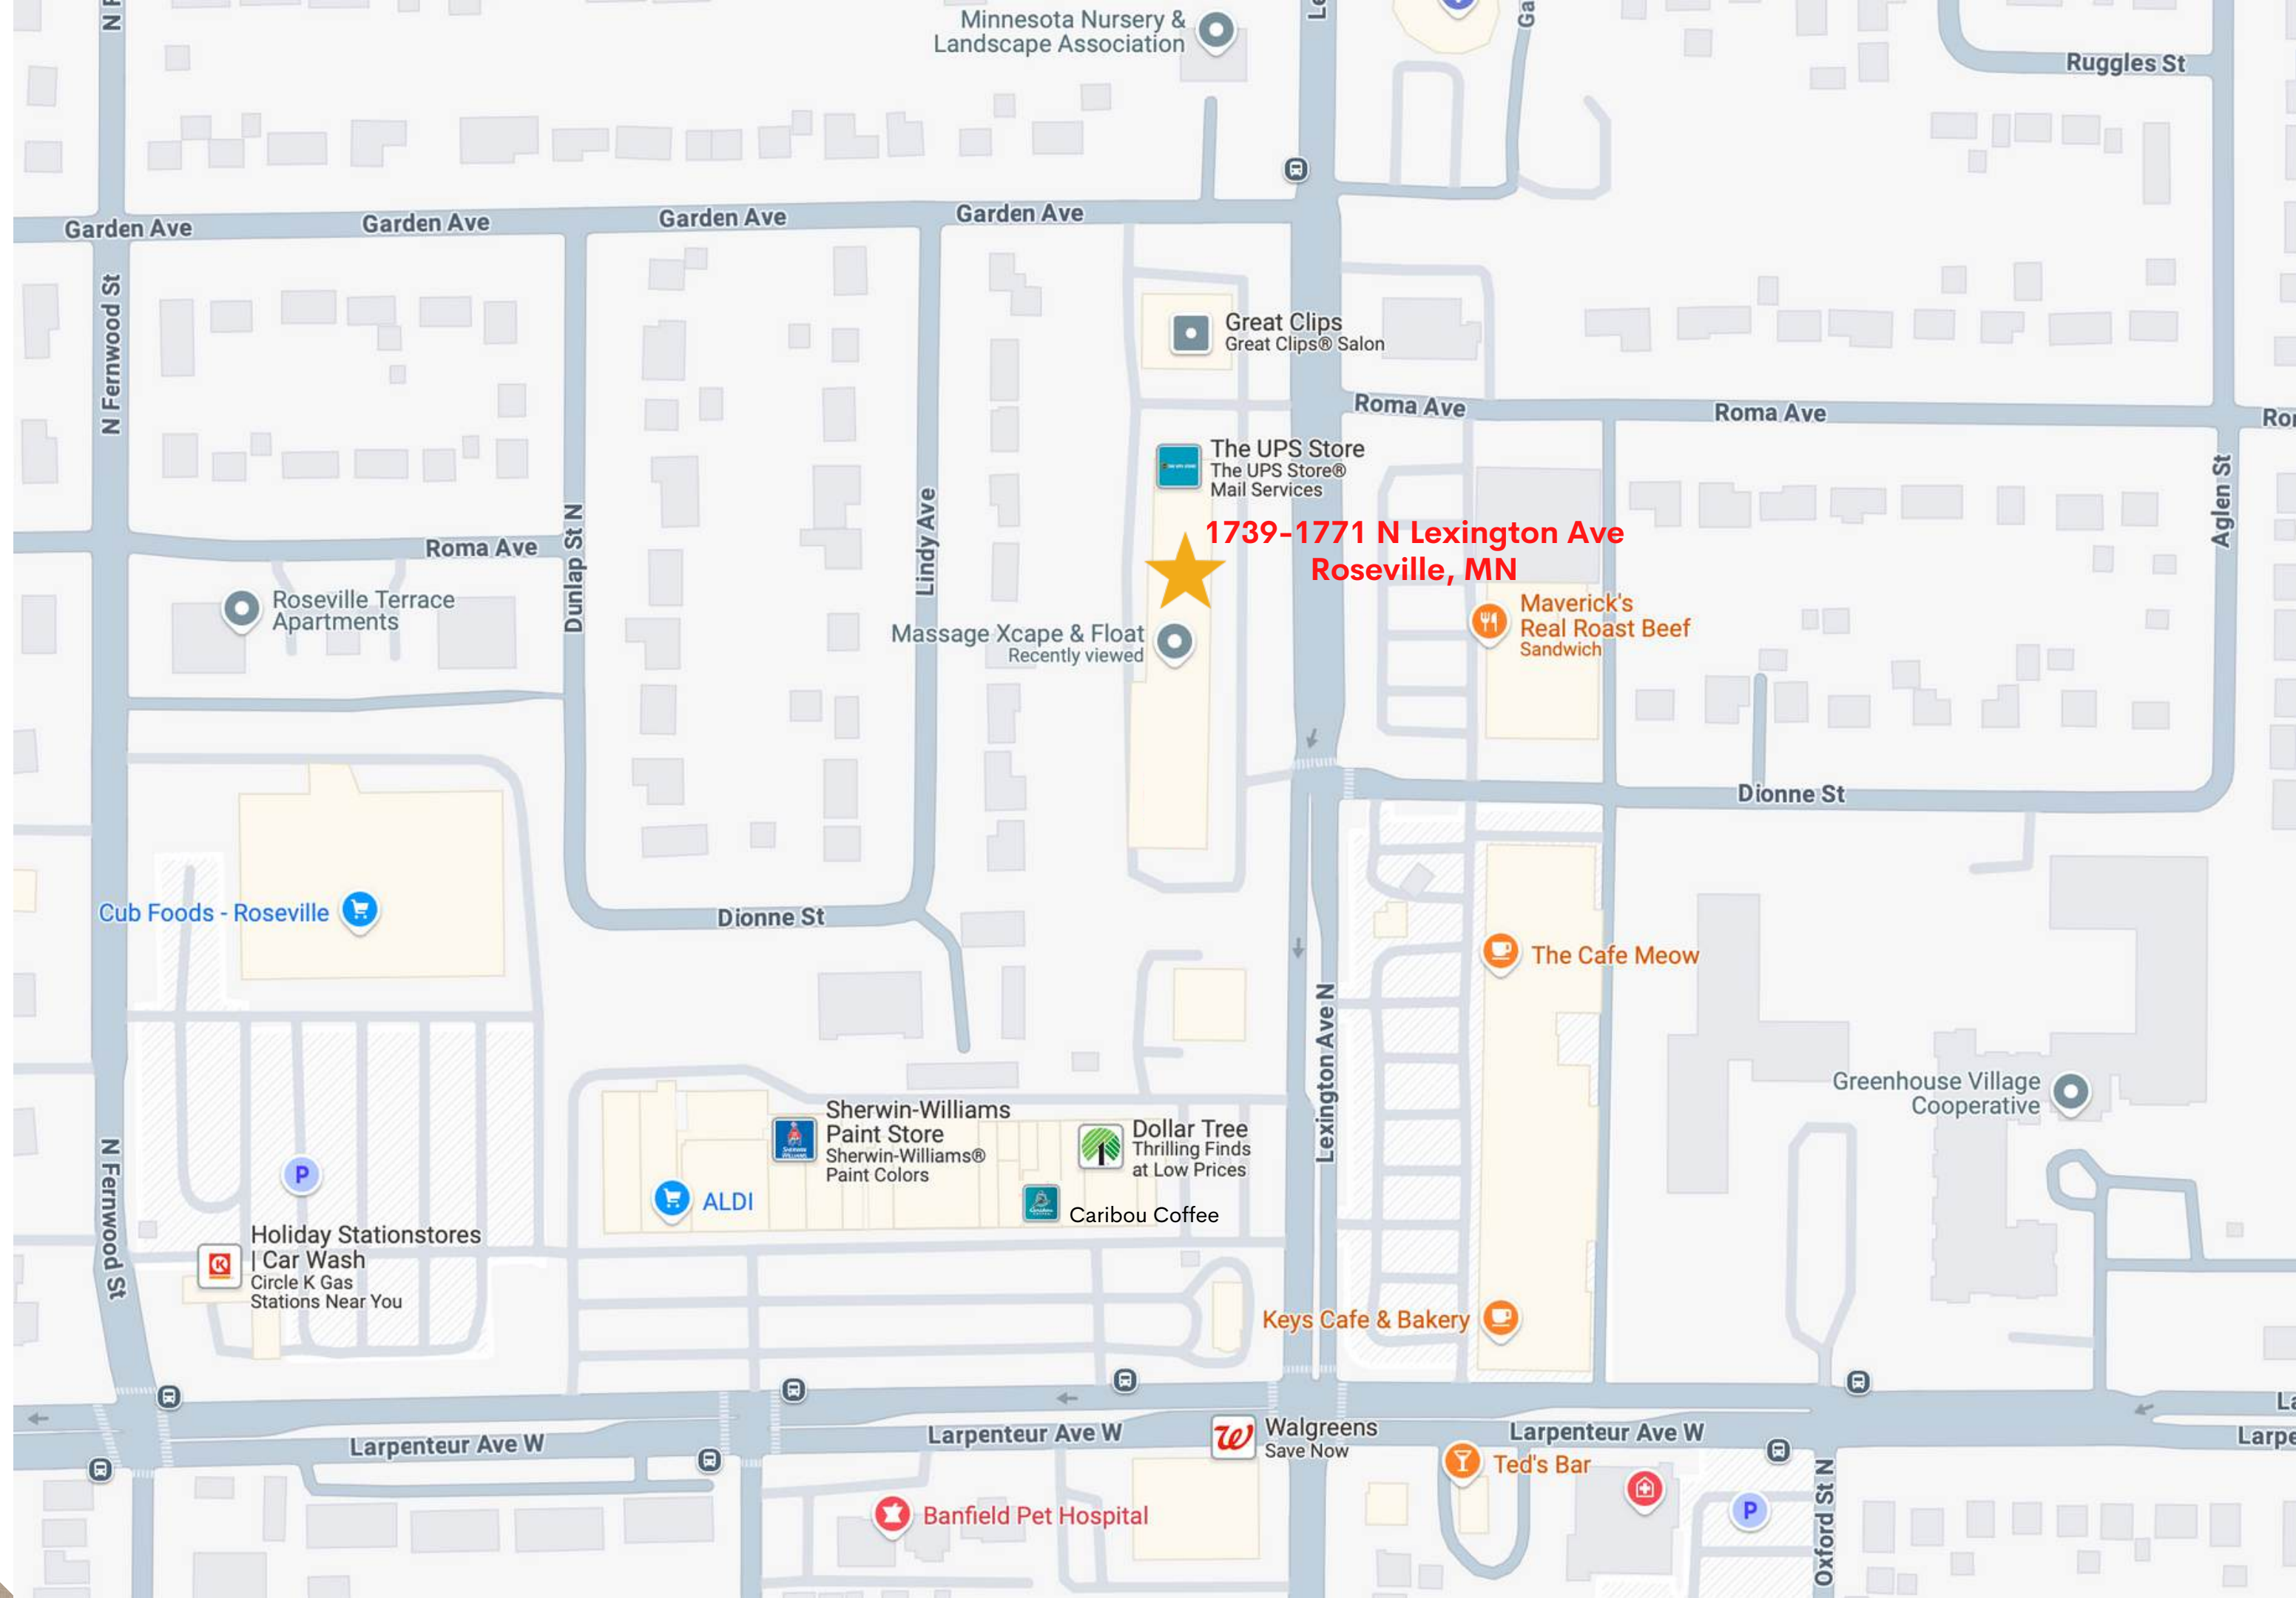 Minnesota Nursery &
Landscape Association
Ruggles St
Garden Ave
Garden Ave
Garden Ave
Garden Ave
N Fernwood St
Great Clips
Great Clips® Salon
Roma Ave
Roma Ave
The UPS Store
The UPS Store®
Mail Services
Aglen St
Lindy Ave
Dunlap St N
1739-1771 N Lexington Ave
Roseville, MN
Roma Ave
Roseville Terrace
Apartments
Maverick's
Real Roast Beef
Sandwich
Massage Xcape & Float
Recently viewed
Dionne St
Cub Foods - Roseville
Dionne St
The Cafe Meow
Lexington Ave N
Greenhouse Village
Cooperative
Sherwin-Williams
Paint Store
Sherwin-Williams®
Paint Colors
Dollar Tree
Thrilling Finds
at Low Prices
P
ALDI
Caribou Coffee
N Fernwood St
Holiday Stationstores
| Car Wash
Circle K Gas
Stations Near You
Keys Cafe & Bakery
Larpenteur Ave W
Larpenteur Ave W
Walgreens
Save Now
Larpenteur Ave W
Ted's Bar
Banfield Pet Hospital
P
Oxford St N